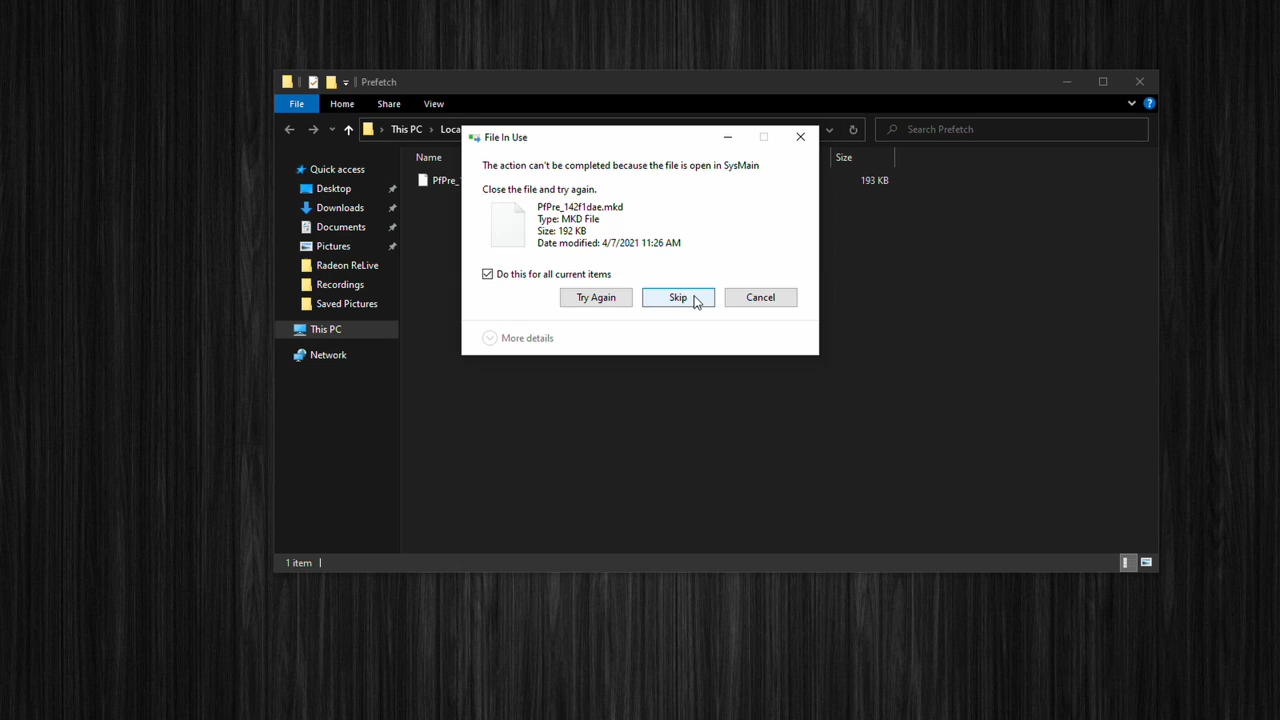 Prefetch
File Home Share View
This PC Loca Search Prefetch
File In Use
The action can't be completed because the file is open in SysMain
Close the file and try again.
PfPre_142f1dae.mkd
Type: MKD File
Size: 192 KB
Date modified: 4/7/2021 11:26 AM
Do this for all current items
Try Again Skip Cancel
More details
Name Size
PfPre_1 193 KB
Quick access
Desktop
Downloads
Documents
Pictures
Radeon ReLive
Recordings
Saved Pictures
This PC
Network
1 item